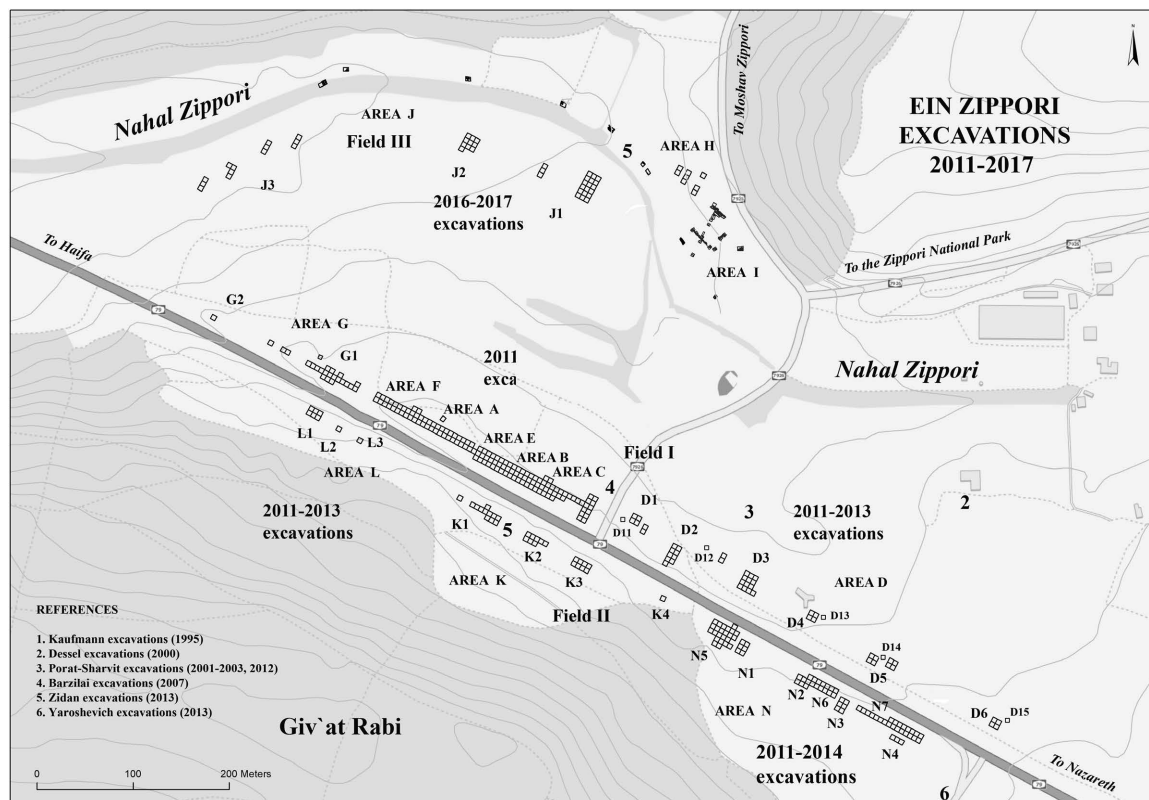 N
EIN ZIPPORI
EXCAVATIONS
2011-2017
To Moshav Zippori
Nahal Zippori
AREA J
Field III
J2
J3
J1
2016-2017
excavations
5
AREA H
AREA I
To the Zippori National Park
To Haifa
79
G2
AREA G
G1
2011
exca
Nahal Zippori
AREA F
AREA A
AREA E
AREA B
AREA C
79
L1
L2
L3
AREA L
Field I
4
2011-2013
excavations
K1
5
K2
K3
AREA K
Field II
K4
79
D1
D11
D2
D12
3
2011-2013
excavations
2
D3
AREA D
D4
D13
D14
D5
D6
D15
N5
N1
79
N2
N6
N3
N7
N4
AREA N
2011-2014
excavations
To Nazareth
79
6
REFERENCES
1. Kaufmann excavations (1995)
2. Dessel excavations (2000)
3. Porat-Sharvit excavations (2001-2003, 2012)
4. Barzilai excavations (2007)
5. Zidan excavations (2013)
6. Yaroshevich excavations (2013)
Giv`at Rabi
0 100 200 Meters